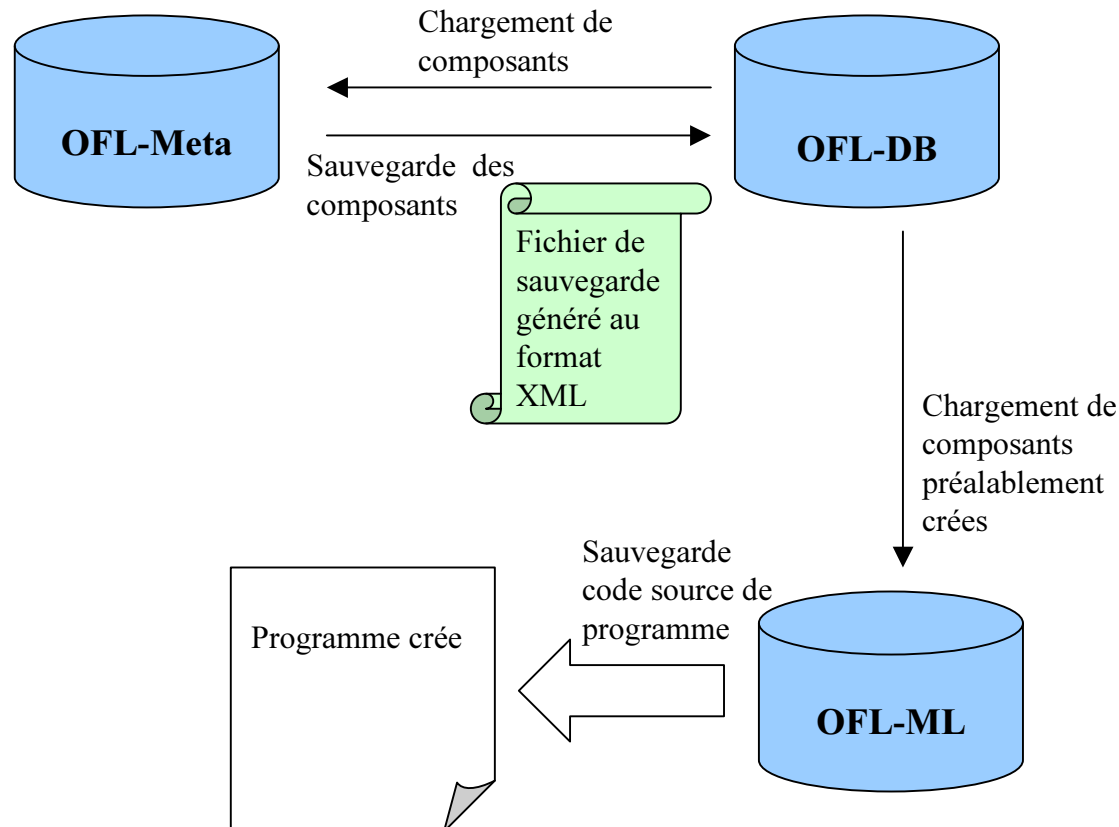 Chargement de
composants
OFL-Meta
OFL-DB
Sauvegarde des
composants
Fichier de
sauvegarde
généré au
format
XML
Chargement de
composants
préalablement
crées
Sauvegarde
code source de
programme
Programme crée
OFL-ML